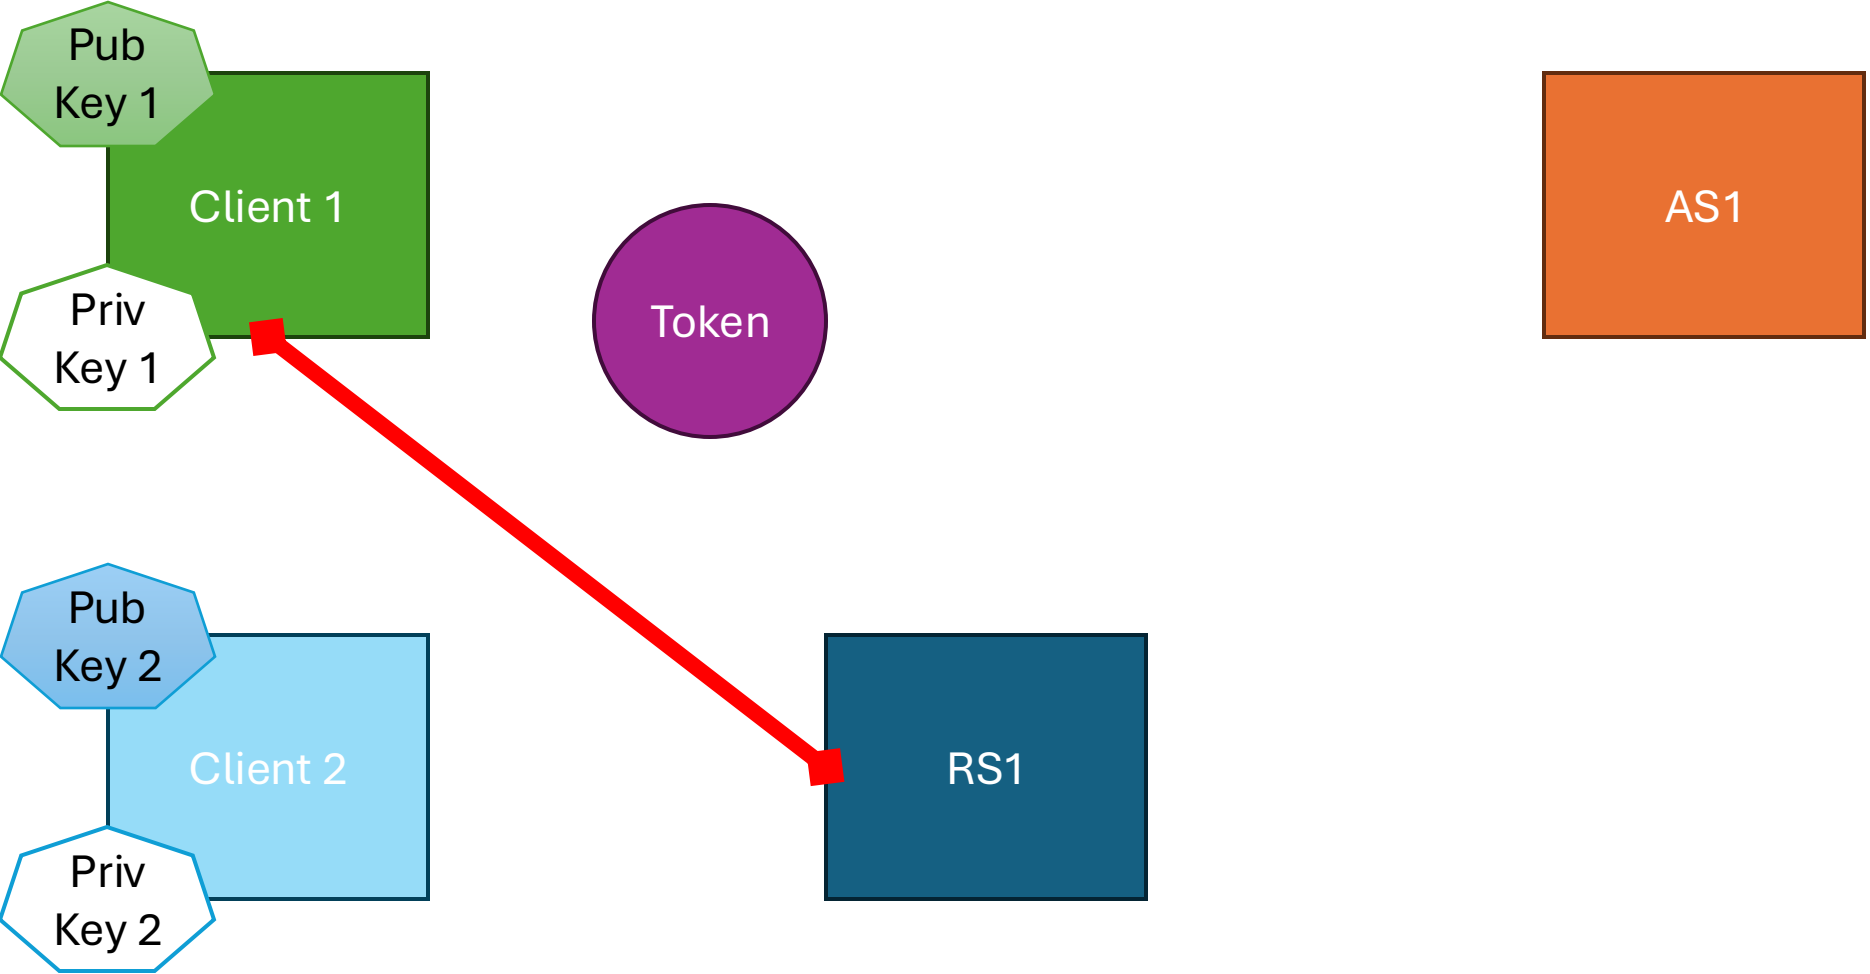 Pub
Key 1
Client 1
AS1
Priv
Key 1
Token
Pub
Key 2
Client 2
RS1
Priv
Key 2